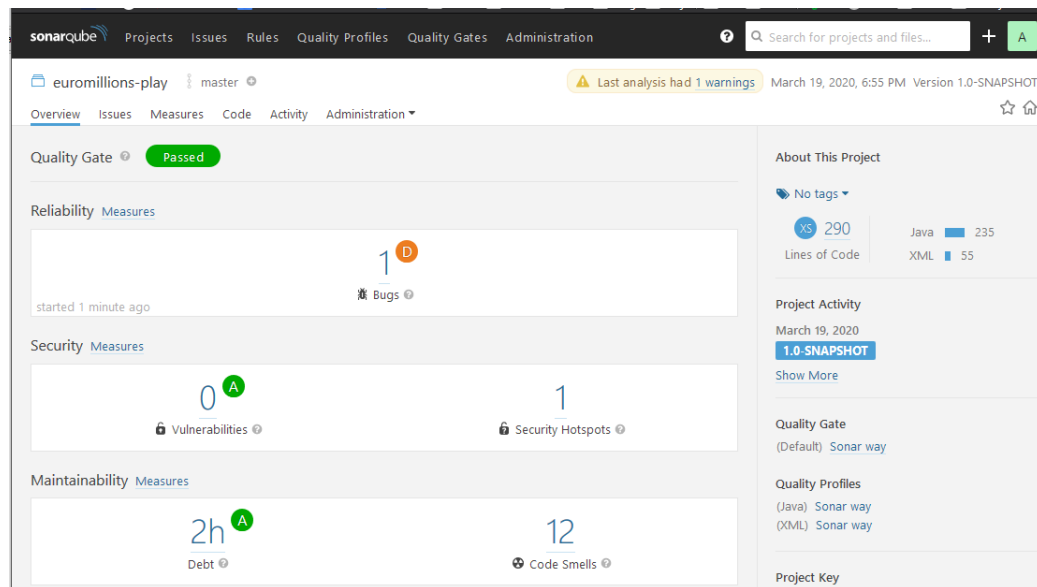 sonarqube Projects Issues Rules Quality Profiles Quality Gates Administration ? Search for projects and files... + A
euromillions-play master Last analysis had 1 warnings March 19, 2020, 6:55 PM Version 1.0-SNAPSHOT
Overview Issues Measures Code Activity Administration
Quality Gate ? Passed
About This Project
No tags
Reliability Measures
XS 290
Lines of Code
Java 235
XML 55
1 D
Bugs ?
started 1 minute ago
Project Activity
March 19, 2020
1.0-SNAPSHOT
Show More
Security Measures
0 A
Vulnerabilities ?
1
Security Hotspots ?
Quality Gate
(Default) Sonar way
Maintainability Measures
Quality Profiles
(Java) Sonar way
(XML) Sonar way
2h A
Debt ?
12
Code Smells ?
Project Key